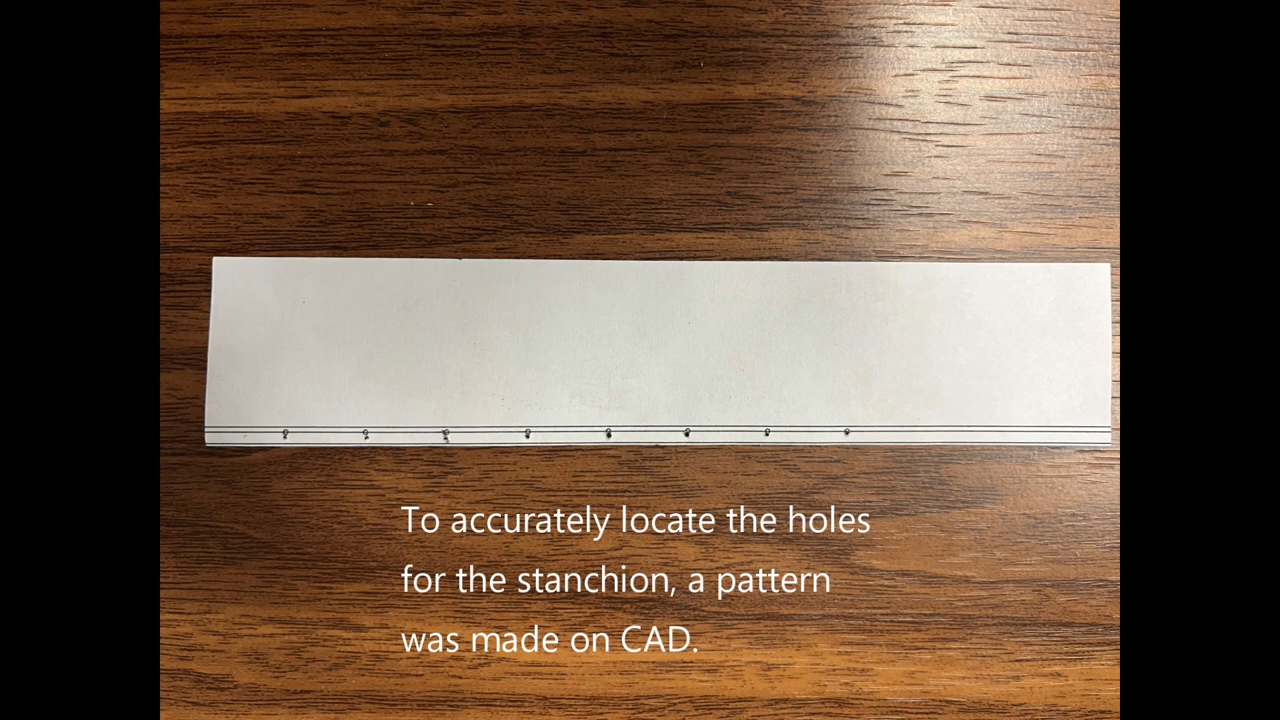 To accurately locate the holes
for the stanchion, a pattern
was made on CAD.